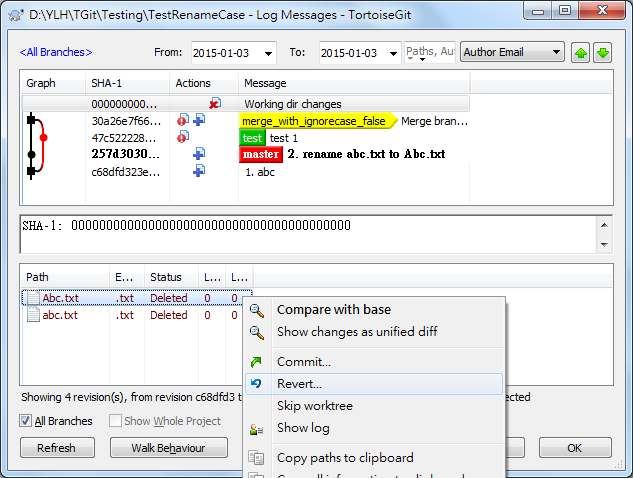 D:\YLH\TGit\Testing\TestRenameCase - Log Messages - TortoiseGit
<All Branches> From: 2015-01-03 To: 2015-01-03 Paths, Aut Author Email
Graph SHA-1 Actions Message
000000000... Working dir changes
30a26e7f66... merge_with_ignorecase_false Merge bran...
47c522228... test test 1
257d3030... master 2. rename abc.txt to Abc.txt
c68dfd323e... 1. abc
SHA-1: 0000000000000000000000000000000000000000
Path E... Status L... L...
Abc.txt .txt Deleted 0 0
abc.txt .txt Deleted 0 0
Compare with base
Show changes as unified diff
Commit...
Revert...
Skip worktree
Show log
Copy paths to clipboard
Showing 4 revision(s), from revision c68dfd3 t
ected
All Branches Show Whole Project
Refresh Walk Behaviour OK